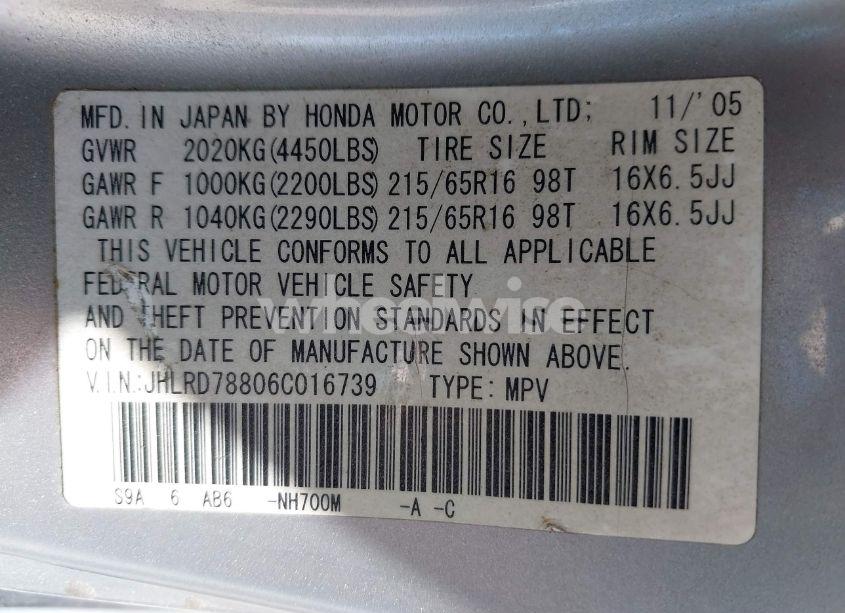 MFD. IN JAPAN BY HONDA MOTOR CO., LTD; 11/'05
GVWR 2020KG(4450LBS) TIRE SIZE RIM SIZE
GAWR F 1000KG(2200LBS) 215/65R16 98T 16X6.5JJ
GAWR R 1040KG(2290LBS) 215/65R16 98T 16X6.5JJ
THIS VEHICLE CONFORMS TO ALL APPLICABLE
FEDERAL MOTOR VEHICLE SAFETY
wheelwise
AND THEFT PREVENTION STANDARDS IN EFFECT
ON THE DATE OF MANUFACTURE SHOWN ABOVE.
V.I.N.:JHLRD78806C016739 TYPE: MPV
S9A 6 AB6 -NH700M -A -C